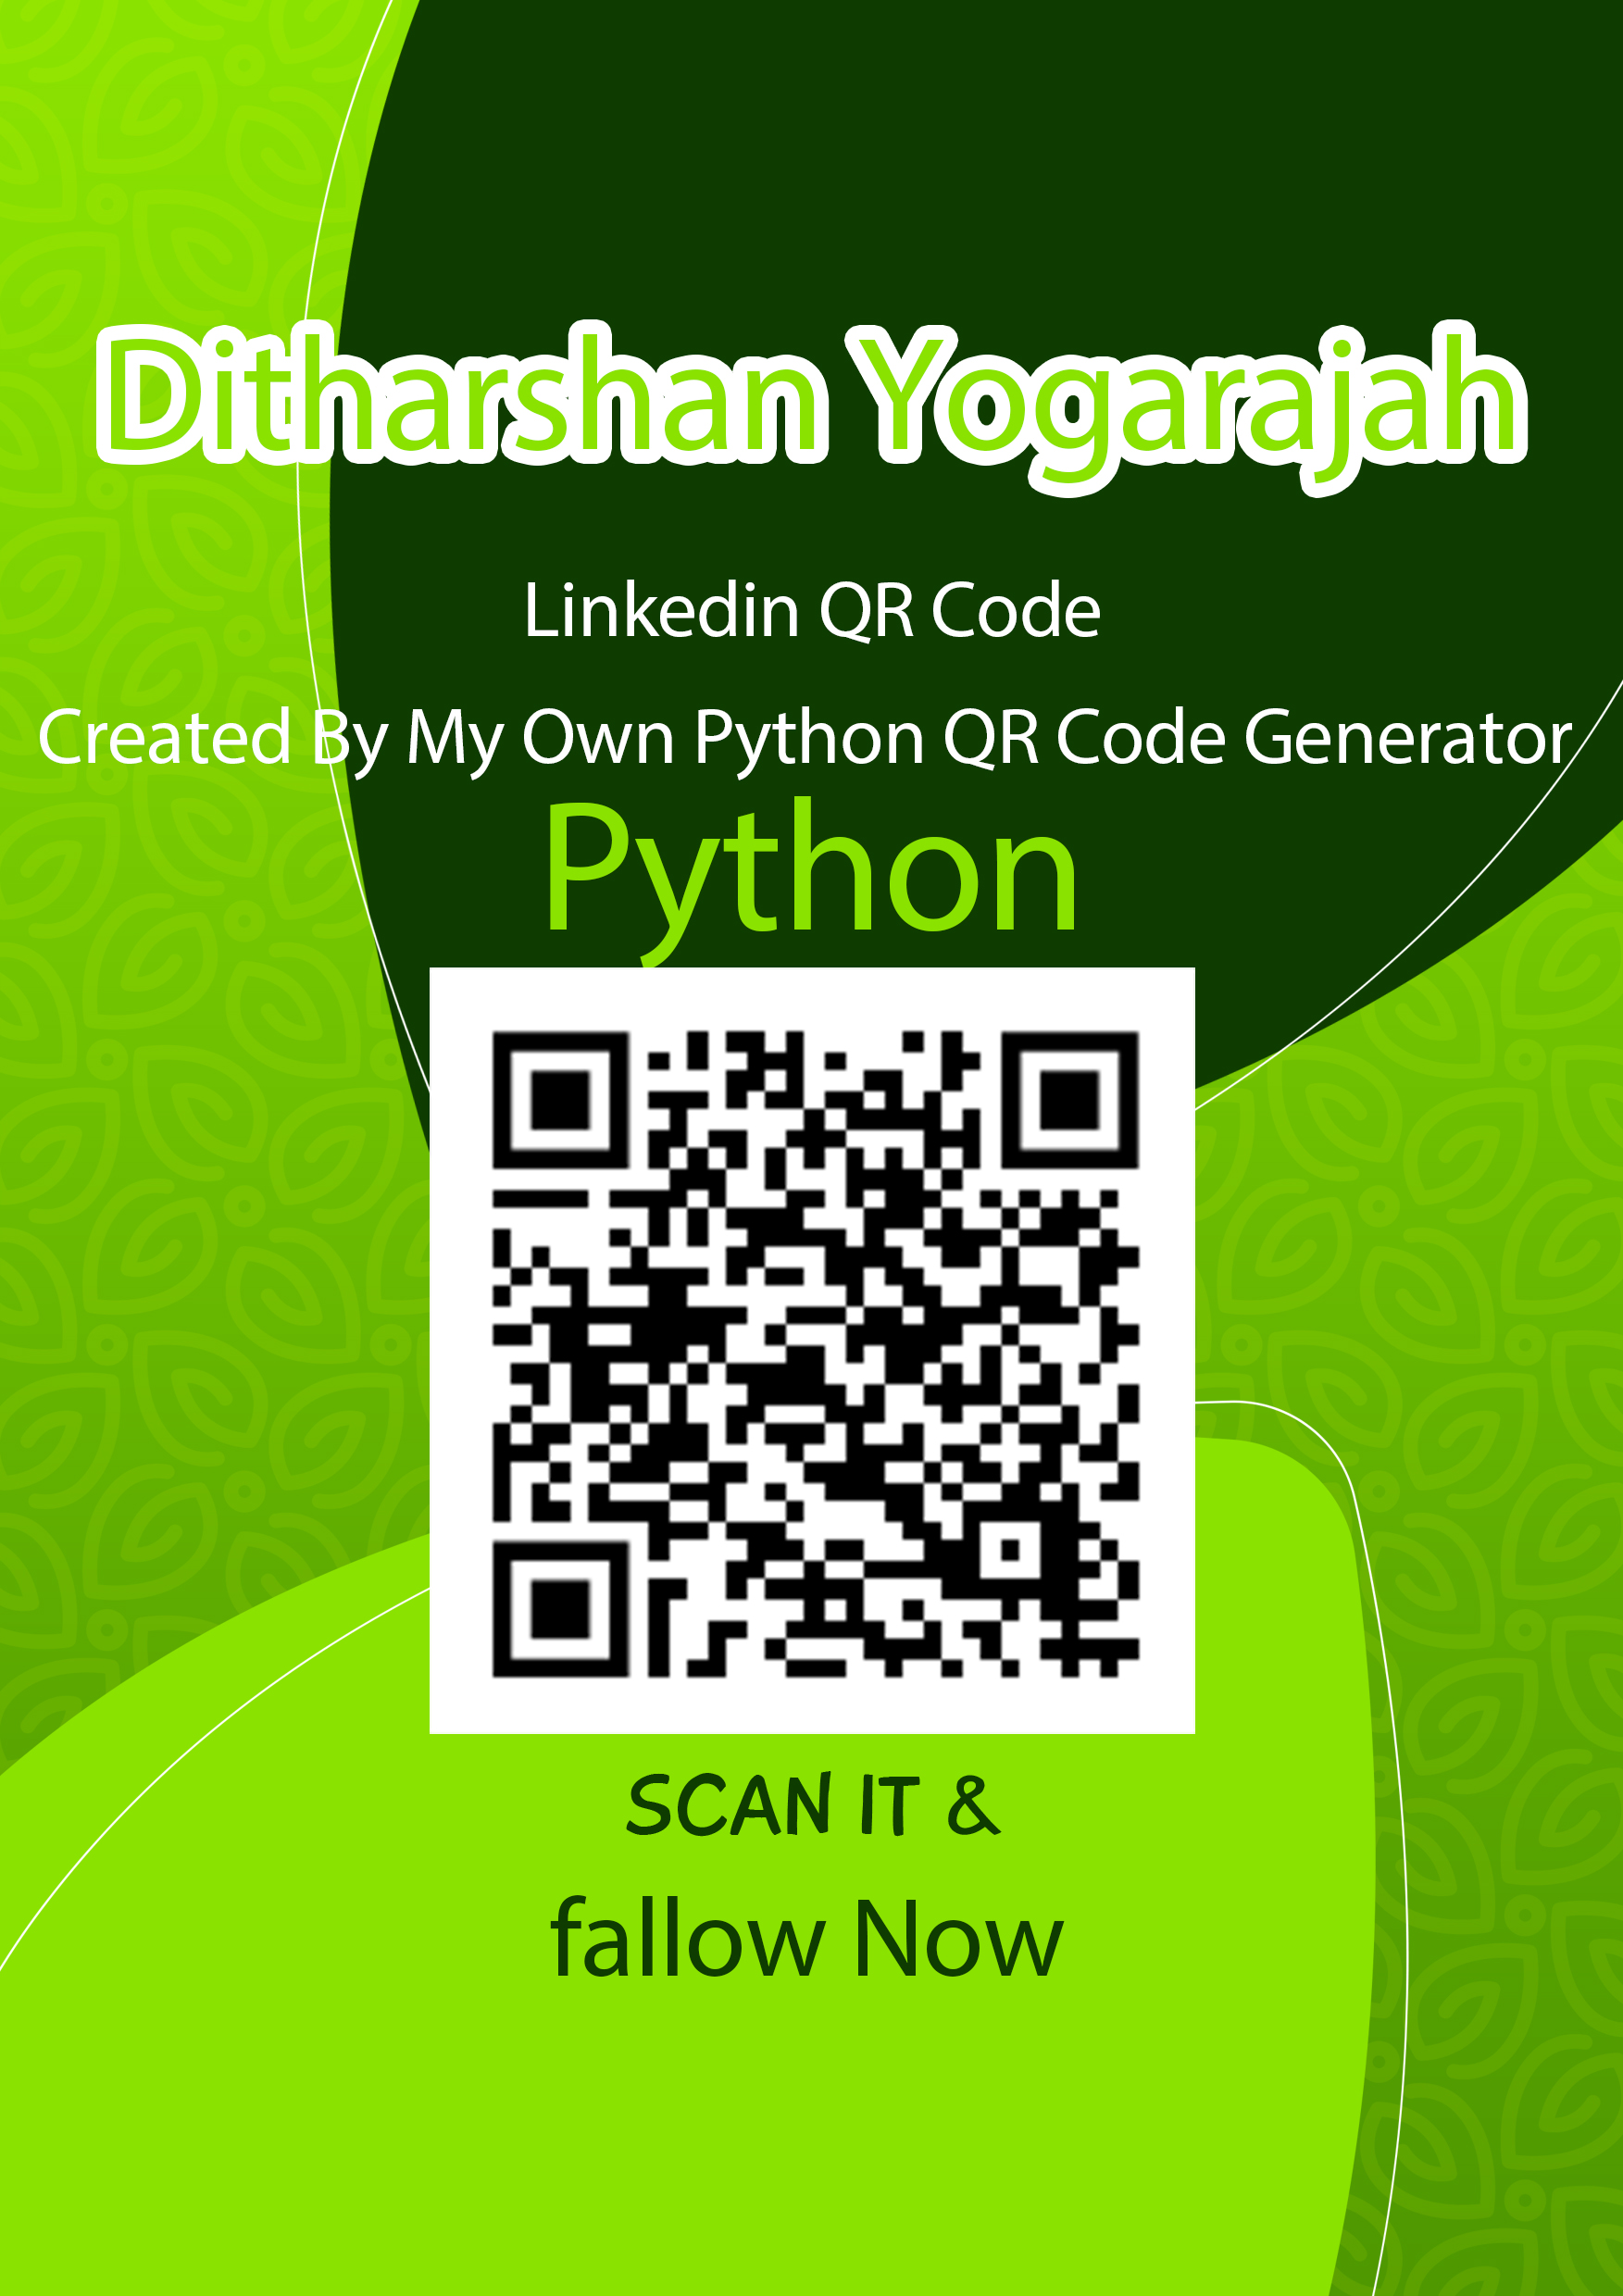 Ditharshan Yogarajah
Linkedin QR Code
Created By My Own Python QR Code Generator
Python
SCAN IT &
fallow Now